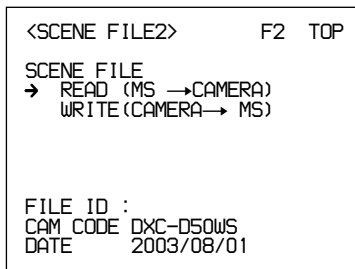 <SCENE FILE2> F2 TOP
SCENE FILE
→ READ (MS →CAMERA)
WRITE(CAMERA→ MS)
FILE ID :
CAM CODE DXC-D50WS
DATE 2003/08/01